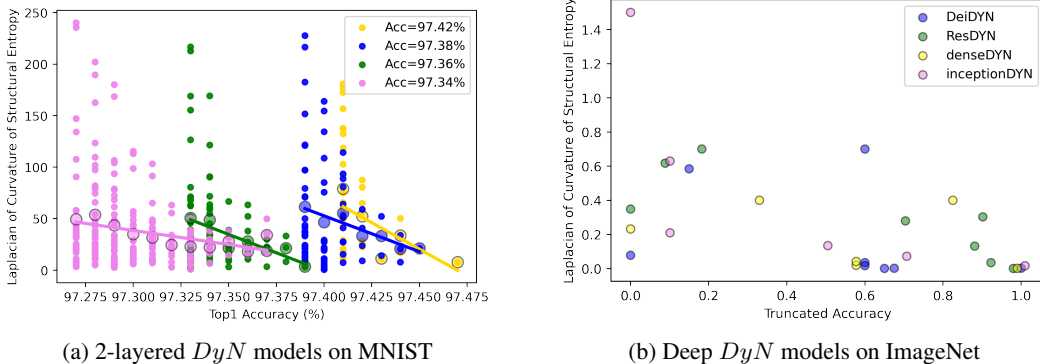 250
200
150
100
50
0
Laplacian Curvature of Structural Entropy
Acc=97.42%
Acc=97.38%
Acc=97.36%
Acc=97.34%
97.275 97.300 97.325 97.350 97.375 97.400 97.425 97.450 97.475
Top1 Accuracy (%)
(a) 2-layered DyN models on MNIST
1.4
1.2
1.0
0.8
0.6
0.4
0.2
0.0
Laplacian Curvature of Structural Entropy
DeiDYN
ResDYN
denseDYN
inceptionDYN
0.0 0.2 0.4 0.6 0.8 1.0
Truncated Accuracy
(b) Deep DyN models on ImageNet